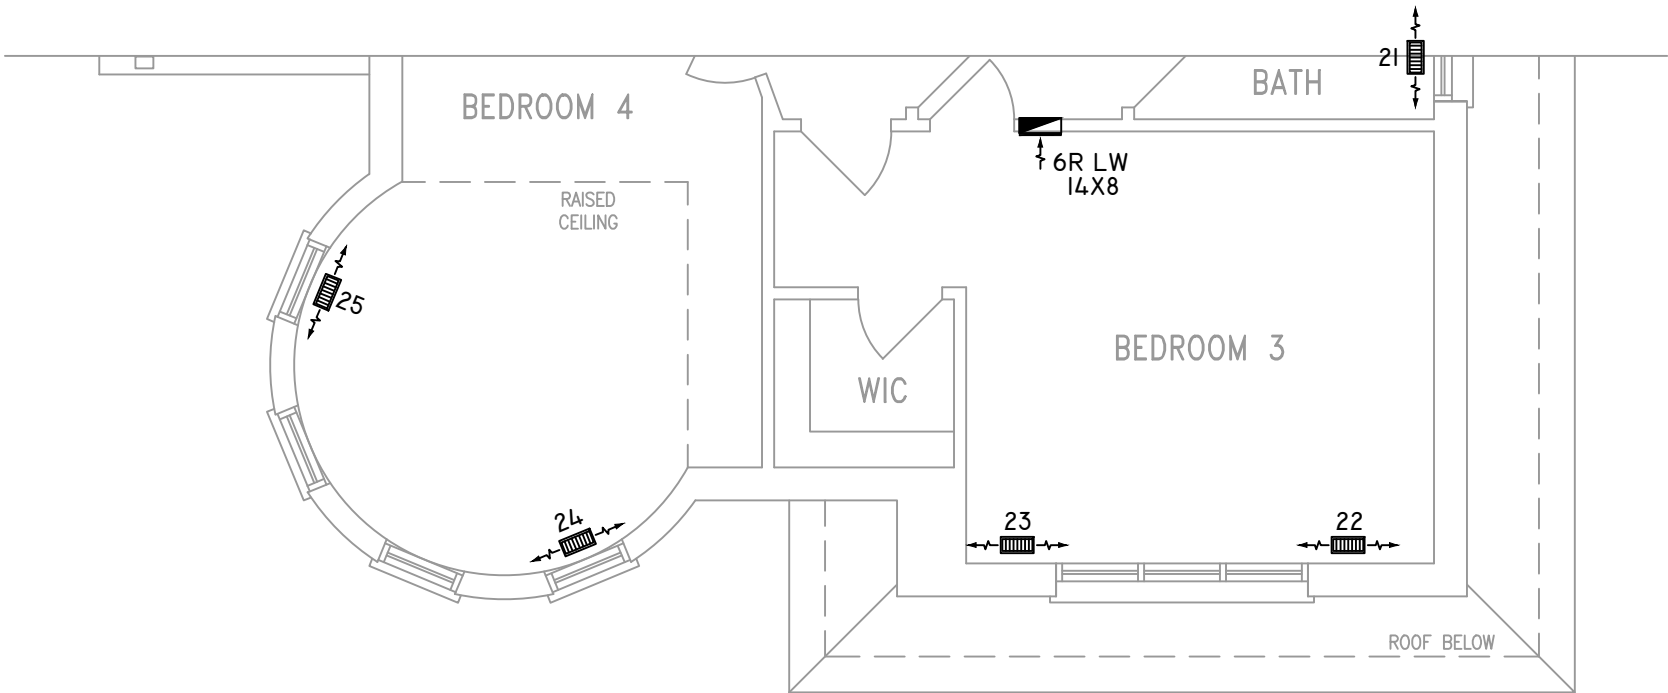 21
BATH
BEDROOM 4
6R LW
14X8
RAISED
CEILING
25
BEDROOM 3
WIC
24
23
22
ROOF BELOW